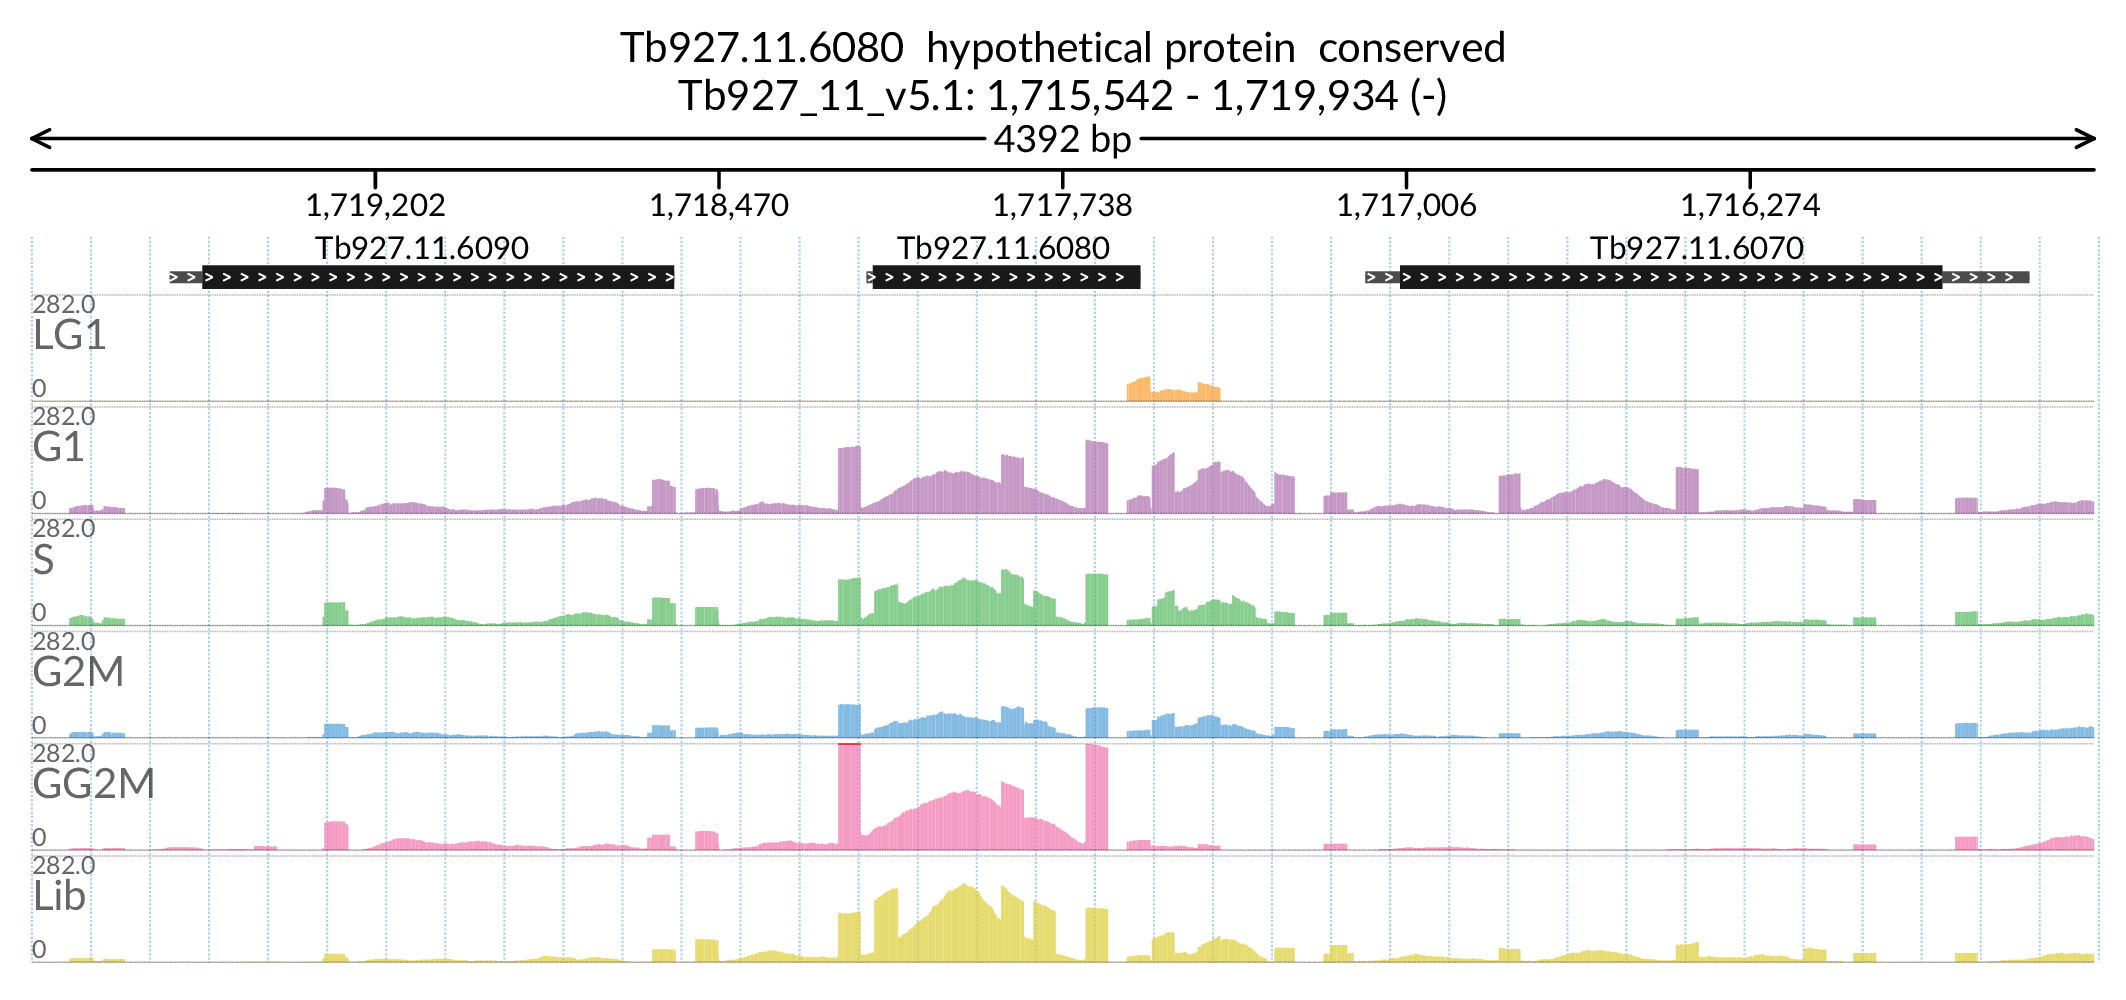 Tb927.11.6080 hypothetical protein conserved
Tb927_11_v5.1: 1,715,542 - 1,719,934 (-)
4392 bp
1,719,202 1,718,470 1,717,738 1,717,006 1,716,274
Tb927.11.6090 Tb927.11.6080 Tb927.11.6070
282.0
LG1
0
282.0
G1
0
282.0
S
0
282.0
G2M
0
282.0
GG2M
0
282.0
Lib
0